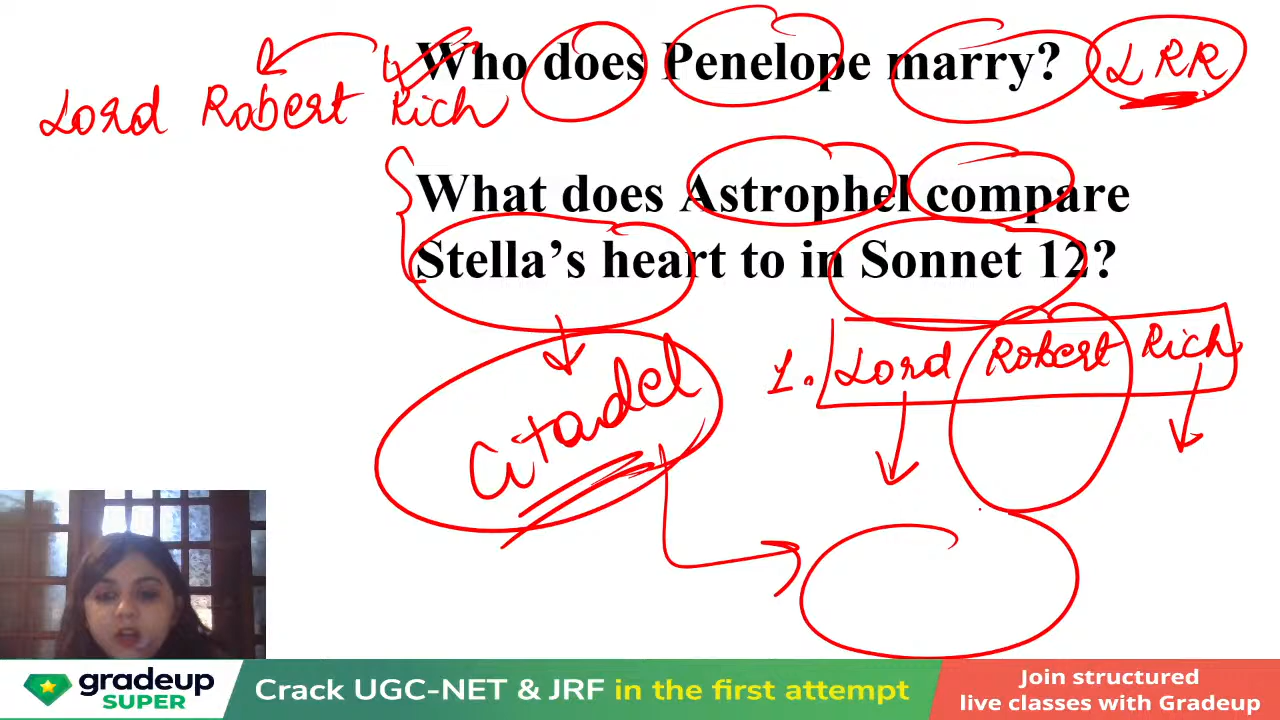 Who does Penelope marry? LRR
Lord Robert Rich
What does Astrophel compare
Stella's heart to in Sonnet 12?
1. Lord Robert Rich
Citadel
gradeup
SUPER
Crack UGC-NET & JRF in the first attempt
Join structured
live classes with Gradeup